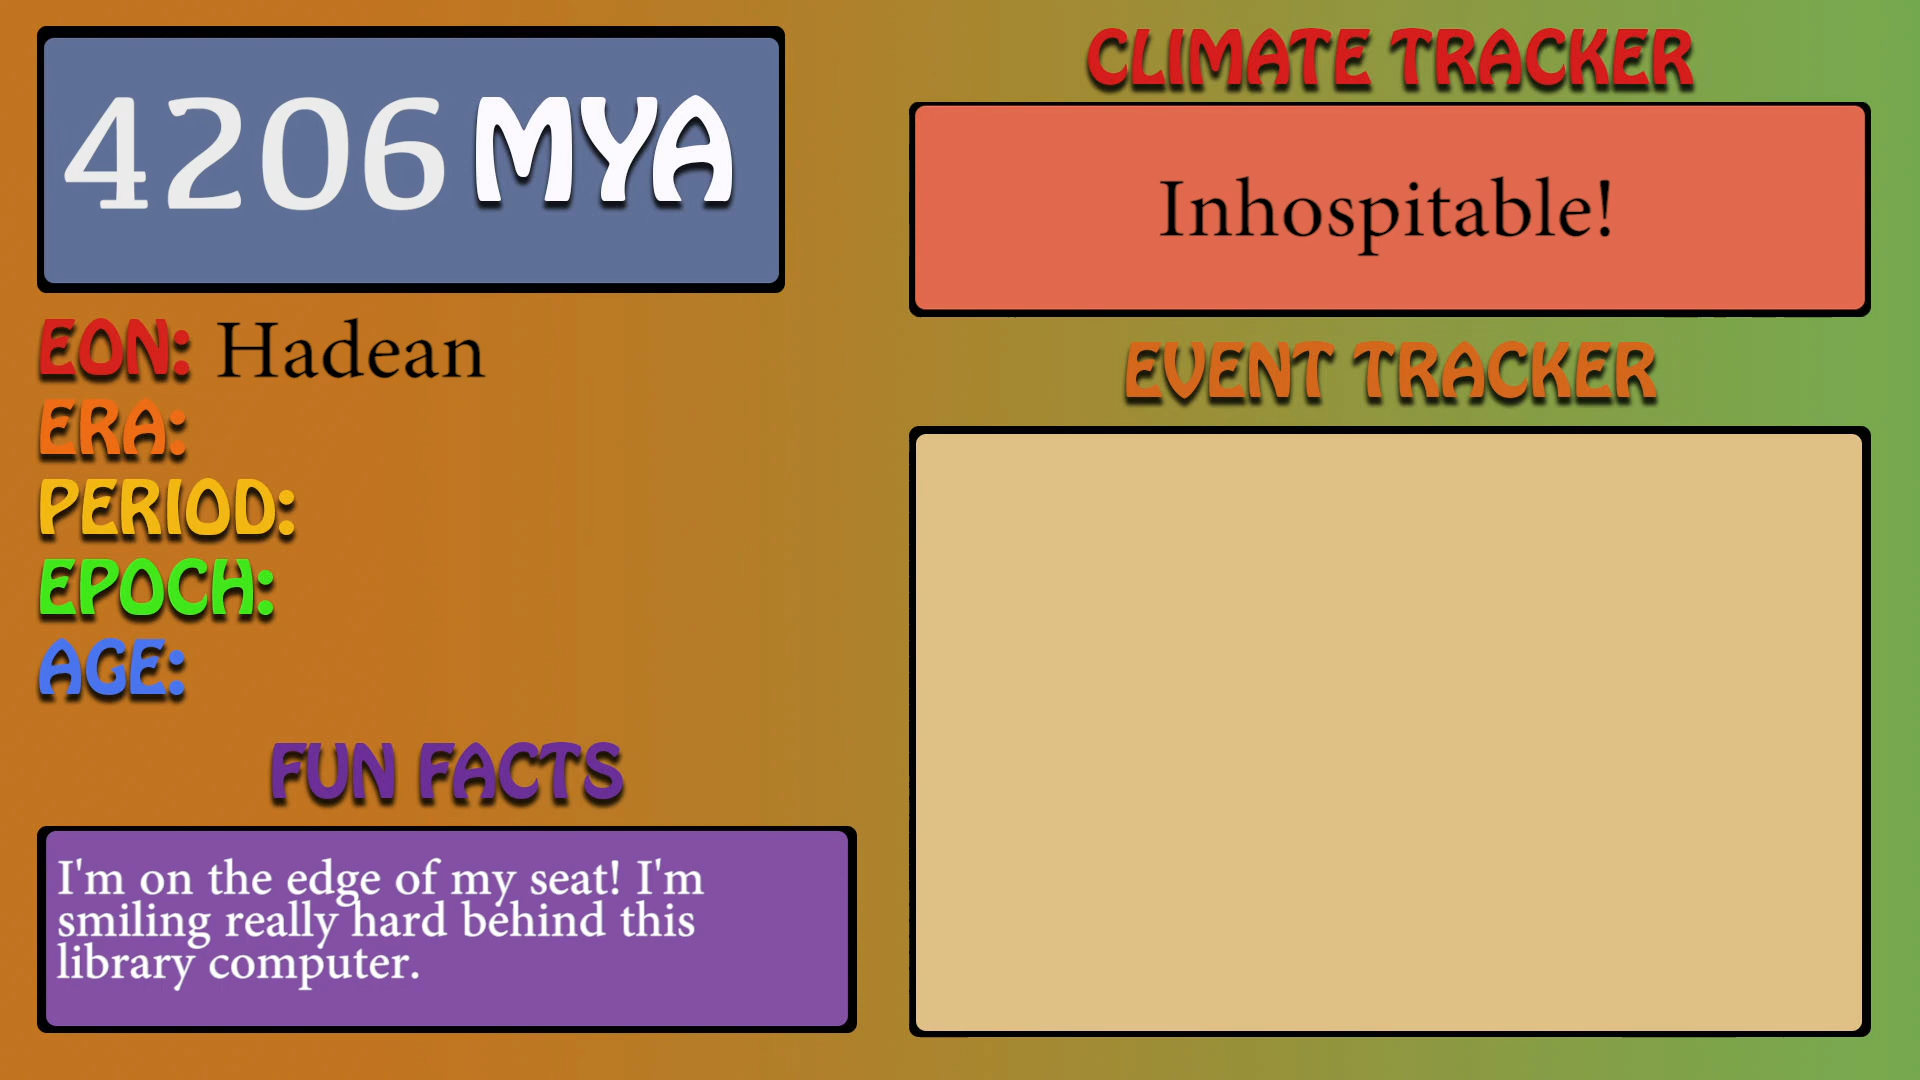 4206 MYA
EON: Hadean
ERA:
PERIOD:
EPOCH:
AGE:
FUN FACTS
I'm on the edge of my seat! I'm
smiling really hard behind this
library computer.
CLIMATE TRACKER
Inhospitable!
EVENT TRACKER